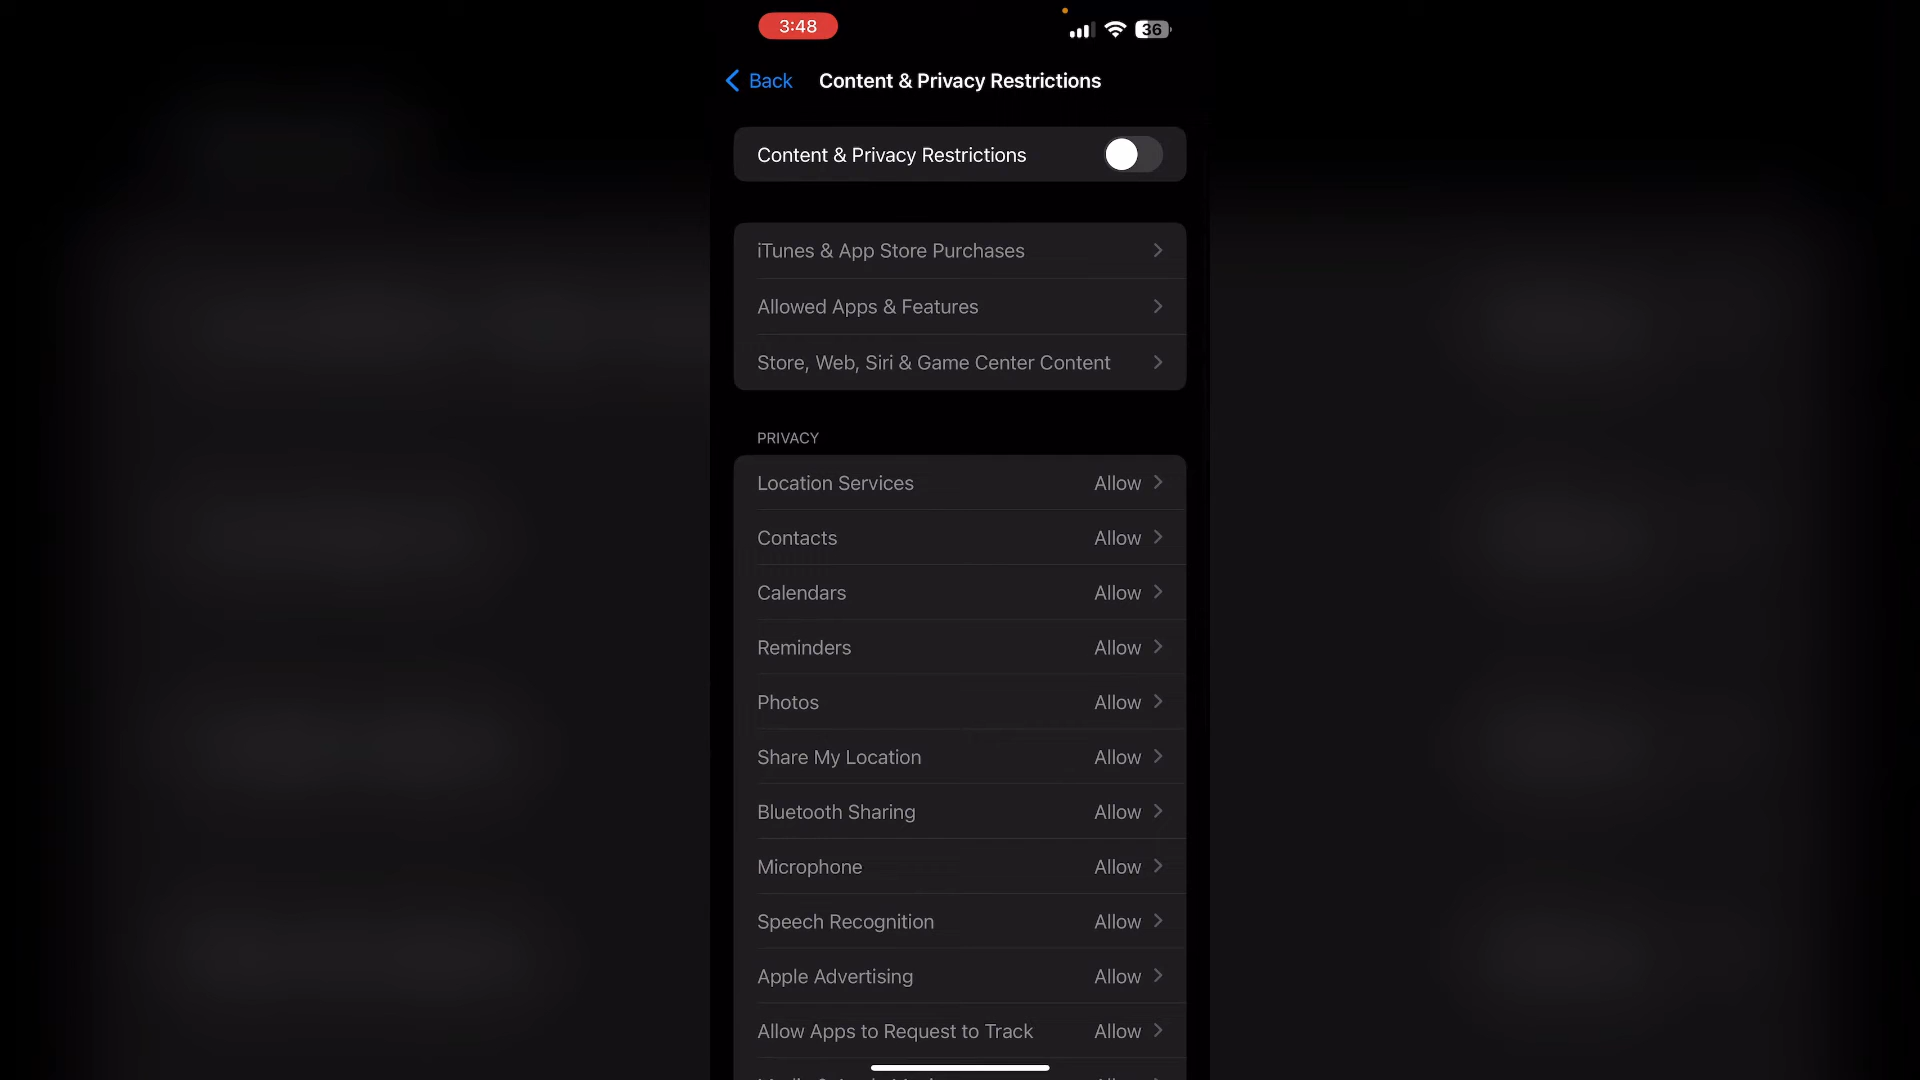 3:48
36
Back
Content & Privacy Restrictions
Content & Privacy Restrictions
iTunes & App Store Purchases
Allowed Apps & Features
Store, Web, Siri & Game Center Content
PRIVACY
Location Services Allow
Contacts Allow
Calendars Allow
Reminders Allow
Photos Allow
Share My Location Allow
Bluetooth Sharing Allow
Microphone Allow
Speech Recognition Allow
Apple Advertising Allow
Allow Apps to Request to Track Allow